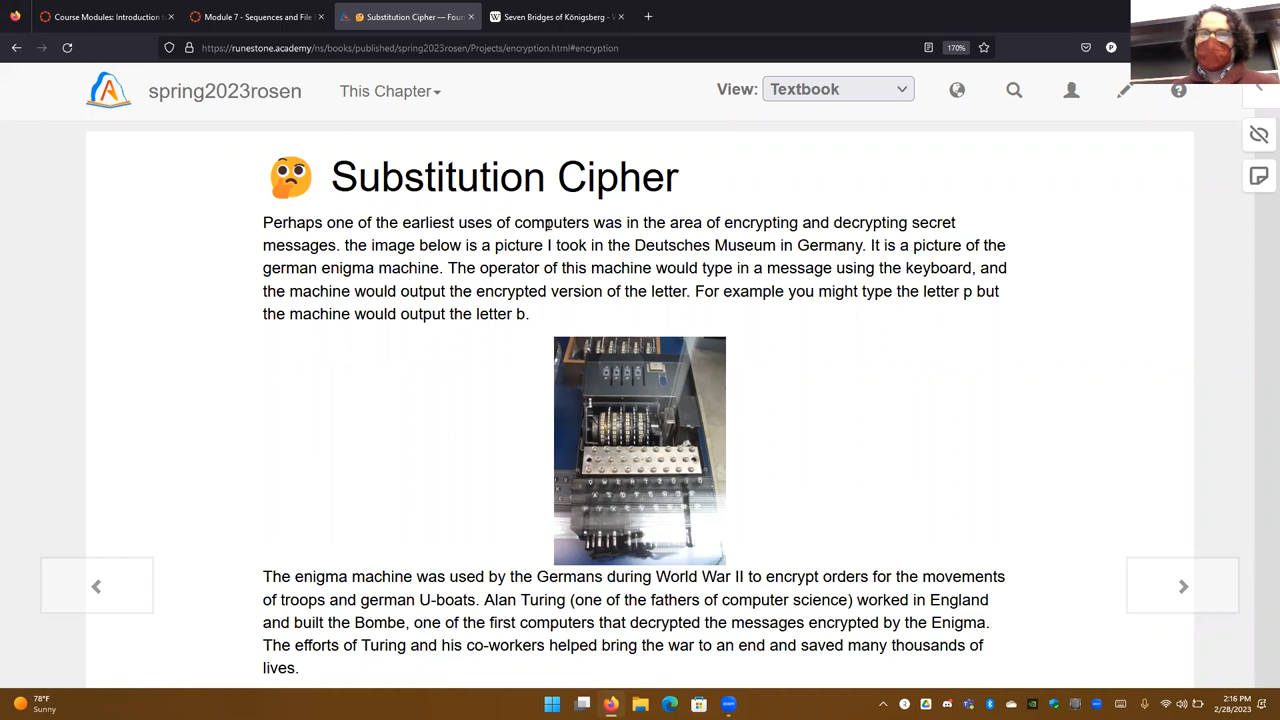 Course Modules: Introduction b
Module 7 - Sequences and File
Substitution Cipher — Foun
Seven Bridges of Königsberg - W
https://runestone.academy/ns/books/published/spring2023rosen/Projects/encryption.html#encryption
170%
spring2023rosen
This Chapter
View:
Textbook
Substitution Cipher
Perhaps one of the earliest uses of computers was in the area of encrypting and decrypting secret
messages. the image below is a picture I took in the Deutsches Museum in Germany. It is a picture of the
german enigma machine. The operator of this machine would type in a message using the keyboard, and
the machine would output the encrypted version of the letter. For example you might type the letter p but
the machine would output the letter b.
The enigma machine was used by the Germans during World War II to encrypt orders for the movements
of troops and german U-boats. Alan Turing (one of the fathers of computer science) worked in England
and built the Bombe, one of the first computers that decrypted the messages encrypted by the Enigma.
The efforts of Turing and his co-workers helped bring the war to an end and saved many thousands of
lives.
78°F
Sunny
2:16 PM
2/28/2023